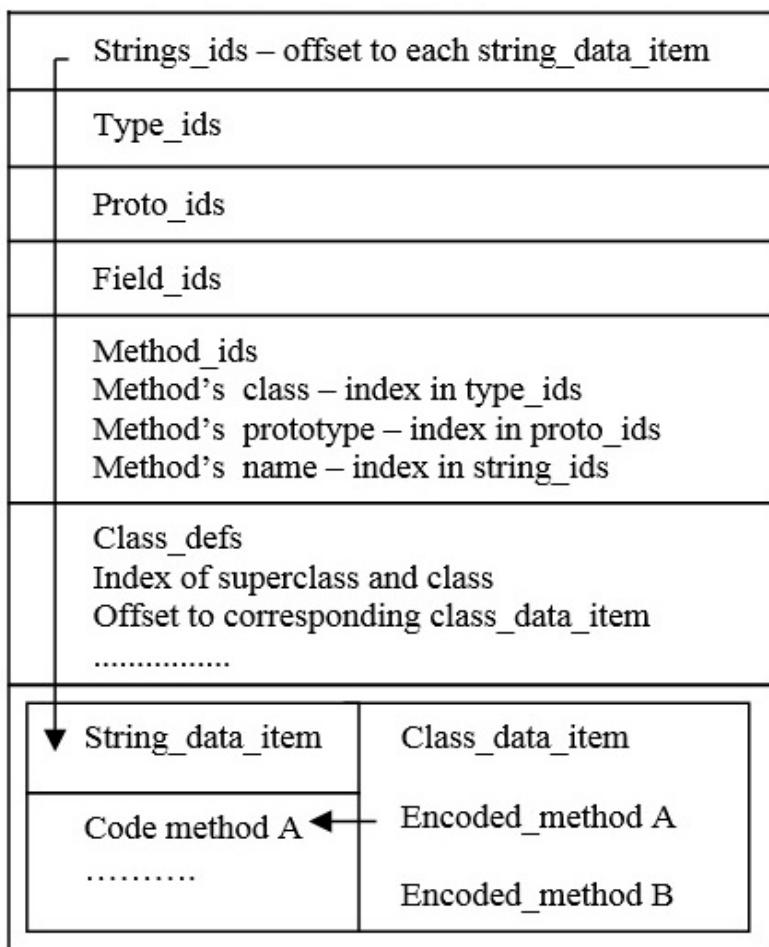 Strings_ids – offset to each string_data_item
Type_ids
Proto_ids
Field_ids
Method_ids
Method’s class – index in type_ids
Method’s prototype – index in proto_ids
Method’s name – index in string_ids
Class_defs
Index of superclass and class
Offset to corresponding class_data_item
................
String_data_item
Code method A
..........
Class_data_item
Encoded_method A
Encoded_method B